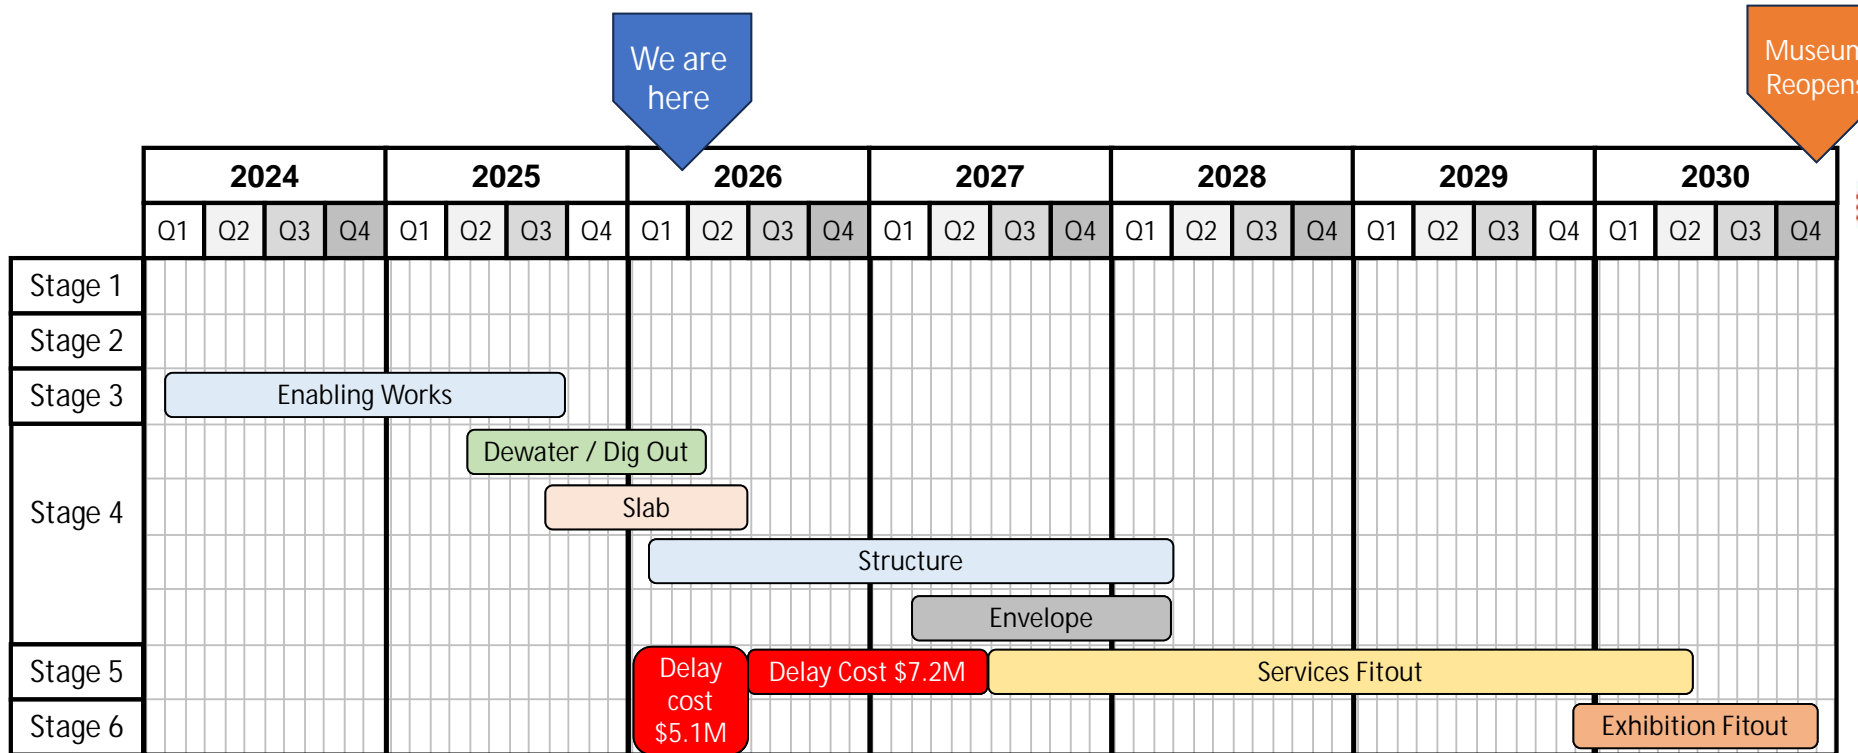 We are
here
Museum
Reopens
2024 2025 2026 2027 2028 2029 2030
Q1 Q2 Q3 Q4 Q1 Q2 Q3 Q4 Q1 Q2 Q3 Q4 Q1 Q2 Q3 Q4 Q1 Q2 Q3 Q4 Q1 Q2 Q3 Q4 Q1 Q2 Q3 Q4
Stage 1
Stage 2
Stage 3
Enabling Works
Stage 4
Dewater / Dig Out
Slab
Structure
Envelope
Stage 5
Delay
cost
$5.1M
Delay Cost $7.2M
Services Fitout
Stage 6
Exhibition Fitout